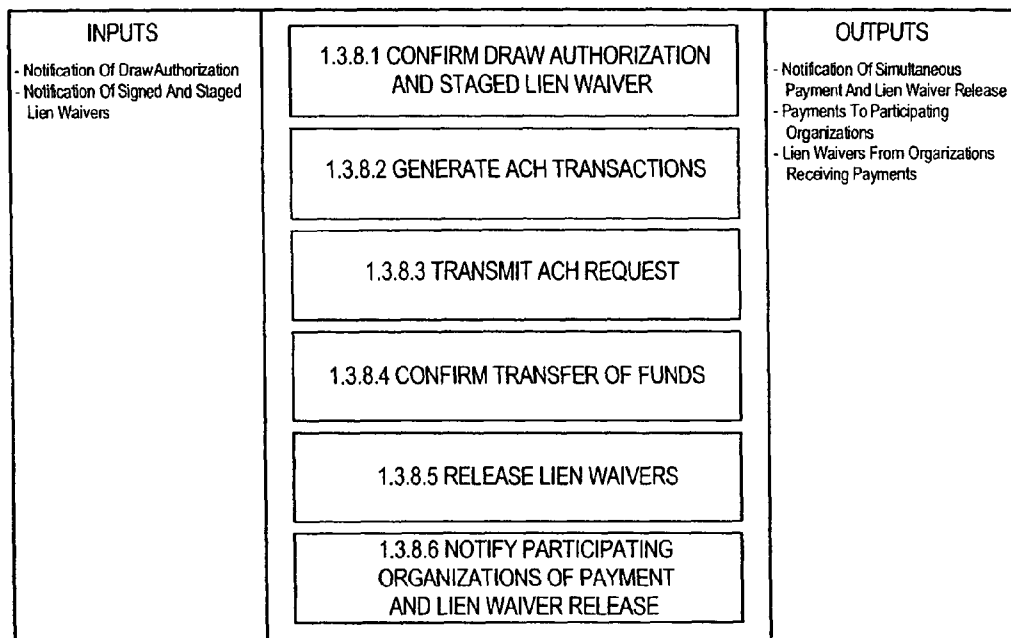 INPUTS
- Notification Of DrawAuthorization
- Notification Of Signed And Staged
Lien Waivers
1.3.8.1 CONFIRM DRAW AUTHORIZATION
AND STAGED LIEN WAIVER
1.3.8.2 GENERATE ACH TRANSACTIONS
1.3.8.3 TRANSMIT ACH REQUEST
1.3.8.4 CONFIRM TRANSFER OF FUNDS
1.3.8.5 RELEASE LIEN WAIVERS
1.3.8.6 NOTIFY PARTICIPATING
ORGANIZATIONS OF PAYMENT
AND LIEN WAIVER RELEASE
OUTPUTS
- Notification Of Simultaneous
Payment And Lien Waiver Release
- Payments To Participating
Organizations
- Lien Waivers From Organizations
Receiving Payments